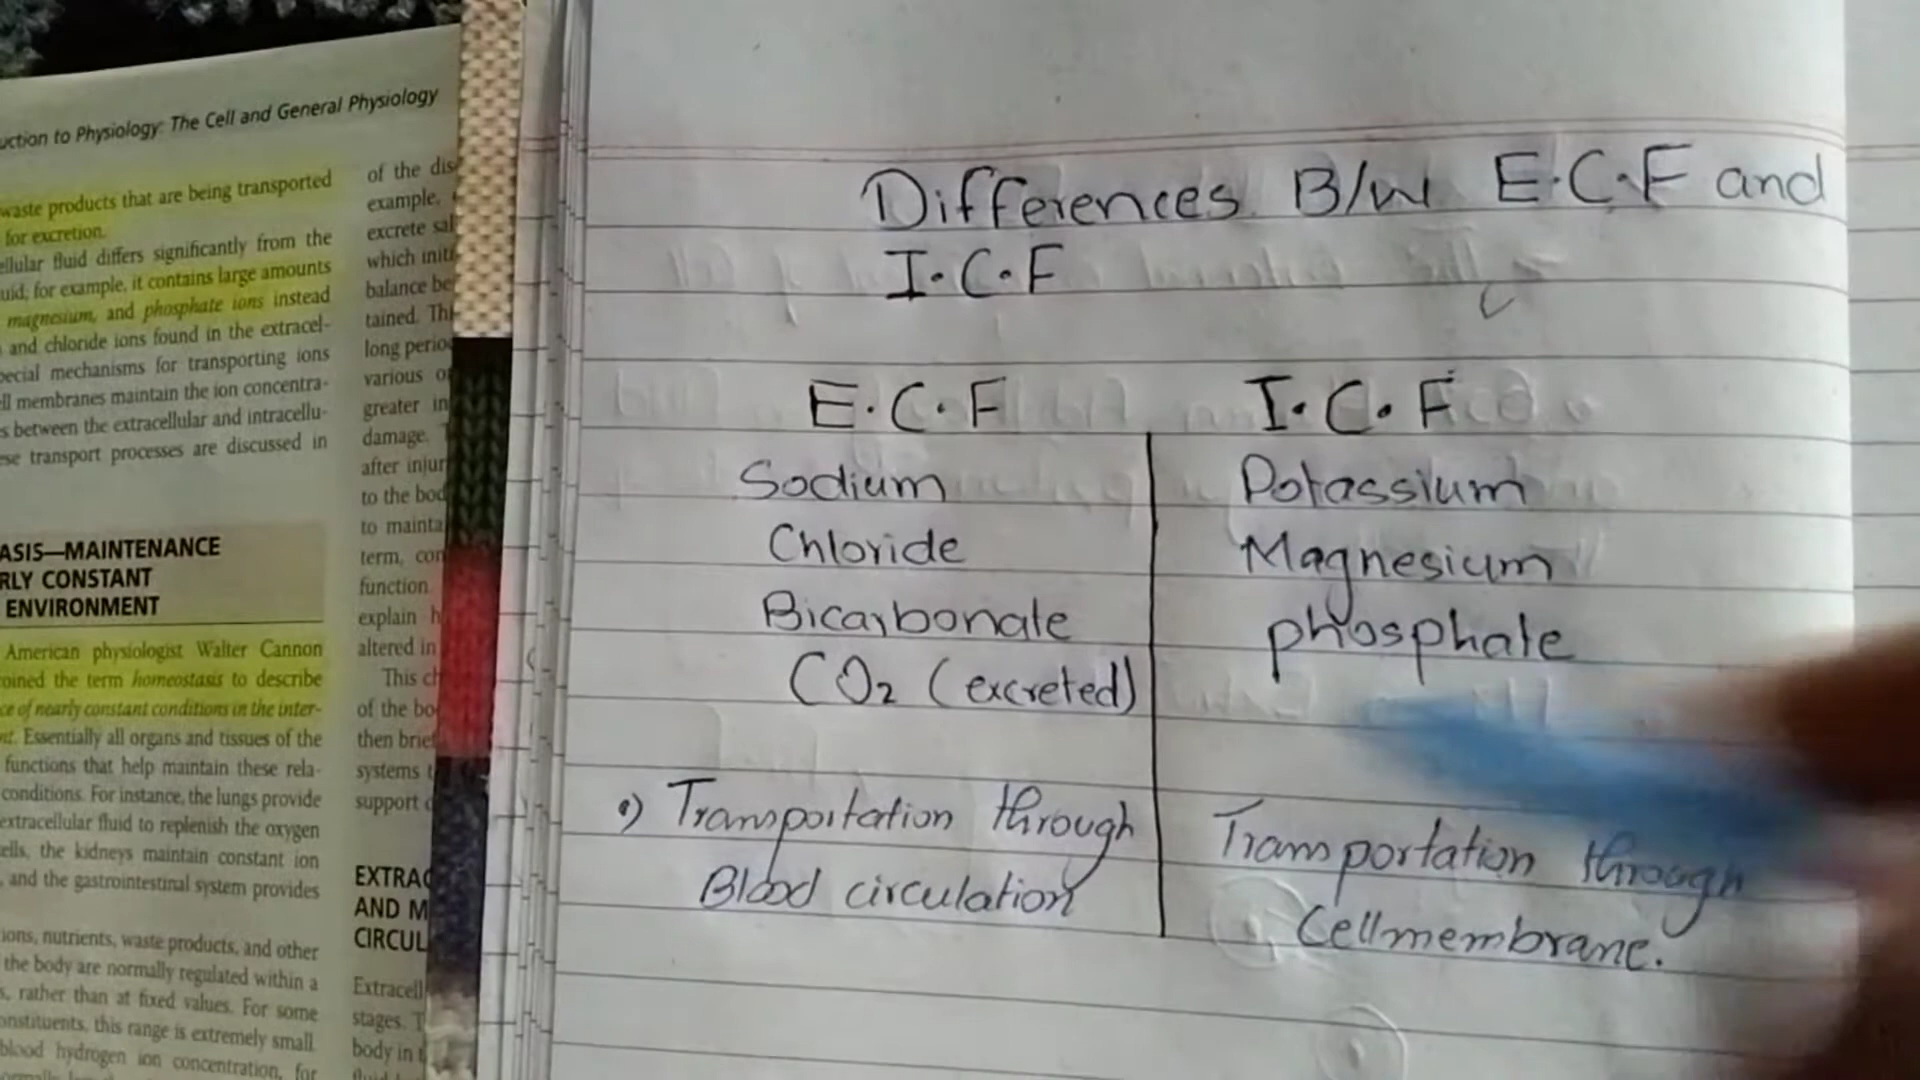 uction to Physiology: The Cell and General Physiology
waste products that are being transported
for excretion.
ellular fluid differs significantly from the
uid; for example, it contains large amounts
magnesium, and phosphate ions instead
and chloride ions found in the extracel-
pecial mechanisms for transporting ions
ll membranes maintain the ion concentra-
s between the extracellular and intracellu-
ese transport processes are discussed in
ASIS—MAINTENANCE
RLY CONSTANT
ENVIRONMENT
American physiologist Walter Cannon
oined the term homeostasis to describe
ce of nearly constant conditions in the inter-
nt. Essentially all organs and tissues of the
functions that help maintain these rela-
conditions. For instance, the lungs provide
extracellular fluid to replenish the oxygen
ells, the kidneys maintain constant ion
, and the gastrointestinal system provides
ions, nutrients, waste products, and other
the body are normally regulated within a
s, rather than at fixed values. For some
onstituents, this range is extremely small.
blood hydrogen ion concentration, for
of the dis
example,
excrete sal
which initi
balance be
tained. Thi
long perio
various o
greater in
damage. T
after injur
to the bod
to mainta
term, con
function.
explain h
altered in
This ch
of the bo
then brief
systems t
support o
EXTRAC
AND M
CIRCUL
Extracell
stages. T
body in t
Differences B/w E.C.F and
I.C.F
E.C.F I.C.F
Sodium Potassium
Chloride Magnesium
Bicarbonate phosphate
CO₂ (excreted)
•) Transportation through Transportation through
Blood circulation Cellmembrane.